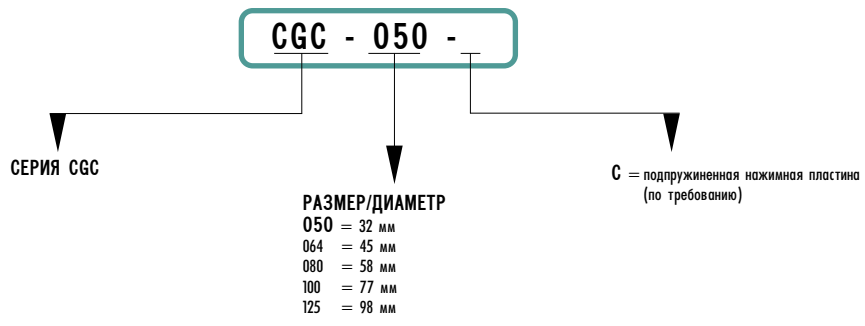 CGC - 050 - _
СЕРИЯ CGC
РАЗМЕР/ДИАМЕТР
050 = 32 мм
064 = 45 мм
080 = 58 мм
100 = 77 мм
125 = 98 мм
C = подпружиненная нажимная пластина
(по требованию)